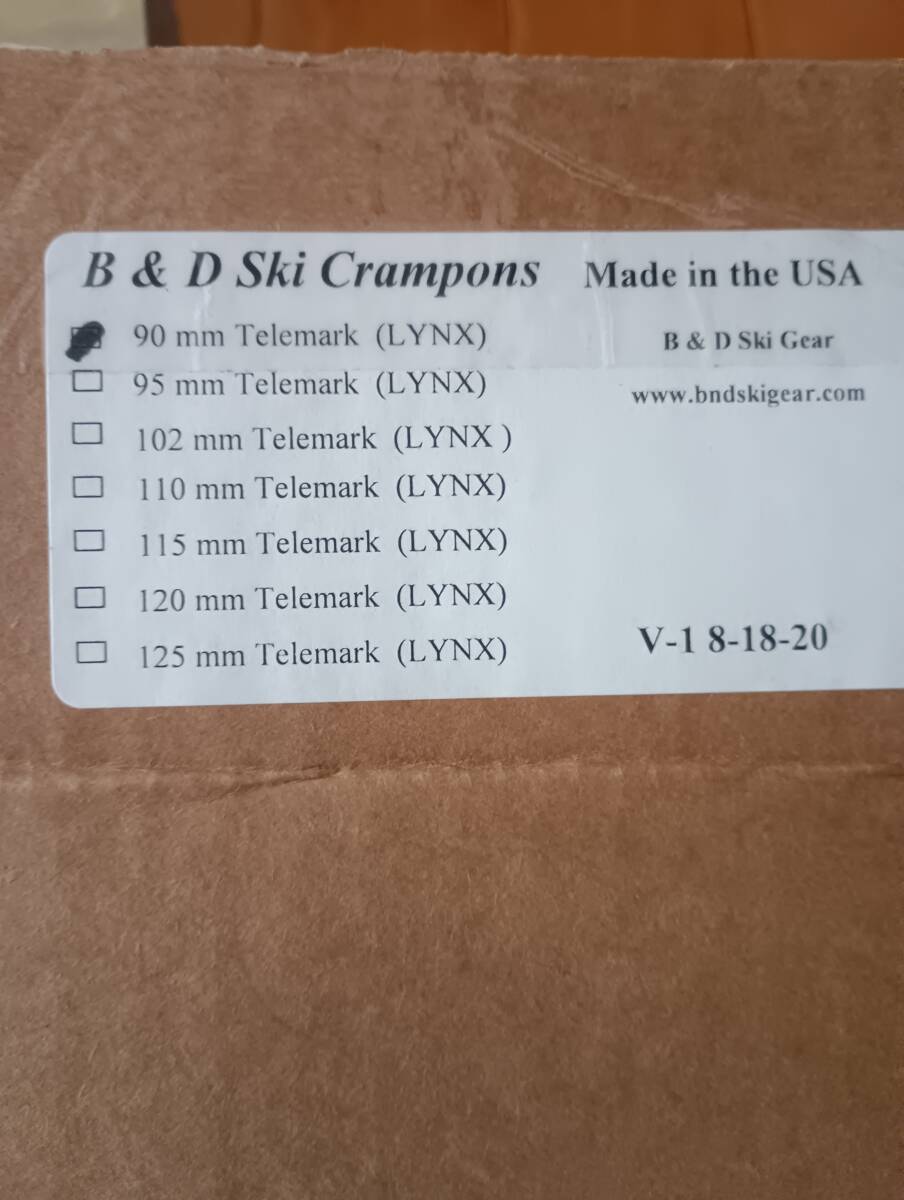 B & D Ski Crampons Made in the USA
90 mm Telemark (LYNX)
B & D Ski Gear
95 mm Telemark (LYNX)
www.bndskigear.com
102 mm Telemark (LYNX )
110 mm Telemark (LYNX)
115 mm Telemark (LYNX)
120 mm Telemark (LYNX)
125 mm Telemark (LYNX)
V-1 8-18-20